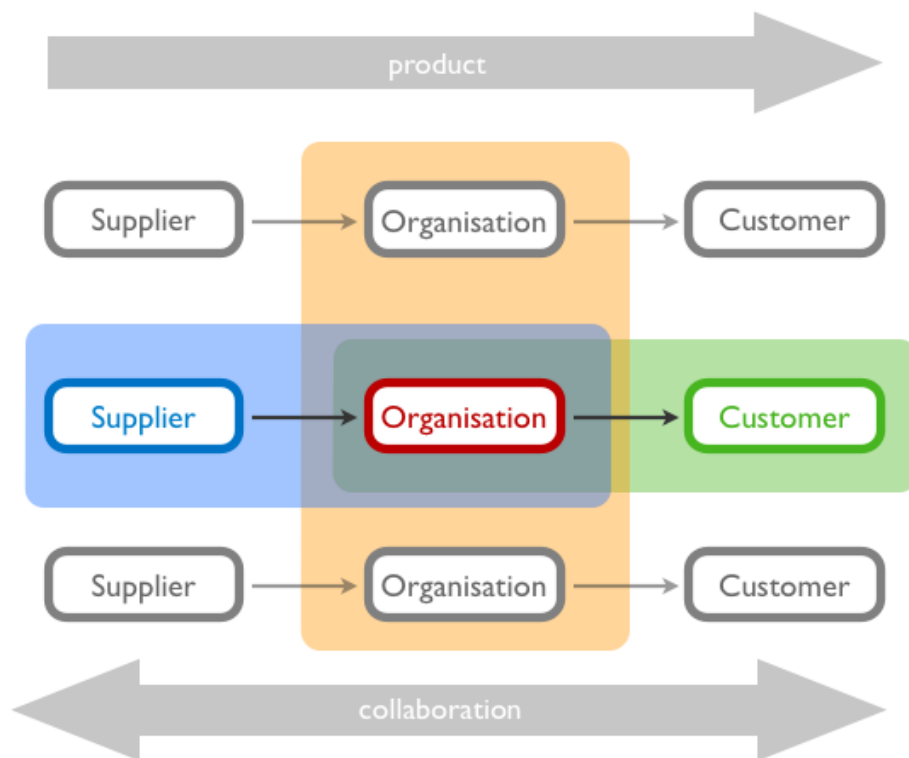 product
Supplier
Organisation
Customer
Supplier
Organisation
Customer
Supplier
Organisation
Customer
collaboration